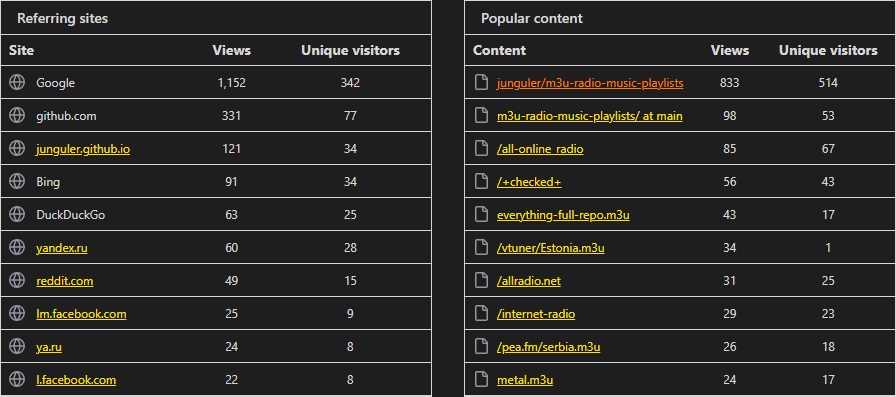 Referring sites
Site Views Unique visitors
Google 1,152 342
github.com 331 77
junguler.github.io 121 34
Bing 91 34
DuckDuckGo 63 25
yandex.ru 60 28
reddit.com 49 15
lm.facebook.com 25 9
ya.ru 24 8
l.facebook.com 22 8
Popular content
Content Views Unique visitors
junguler/m3u-radio-music-playlists 833 514
m3u-radio-music-playlists/ at main 98 53
/all-online_radio 85 67
/+checked+ 56 43
everything-full-repo.m3u 43 17
/vtuner/Estonia.m3u 34 1
/allradio.net 31 25
/internet-radio 29 23
/pea.fm/serbia.m3u 26 18
metal.m3u 24 17